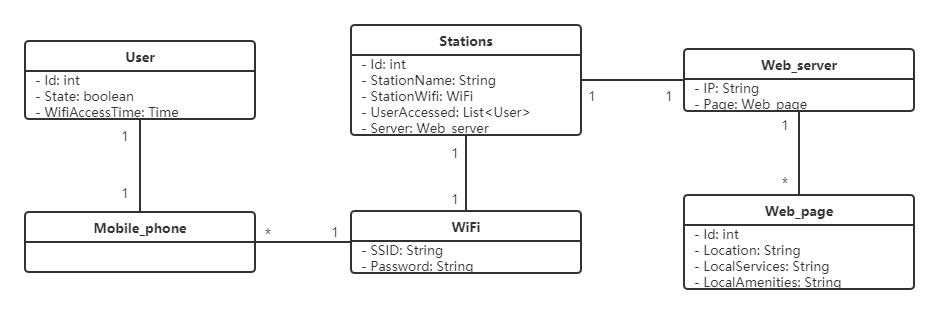 User
- Id: int
- State: boolean
- WifiAccessTime: Time
Stations
- Id: int
- StationName: String
- StationWifi: WiFi
- UserAccessed: List<User>
- Server: Web_server
Web_server
- IP: String
- Page: Web_page
1
1
1
1
1
1
1
*
Mobile_phone
*
1
WiFi
- SSID: String
- Password: String
Web_page
- Id: int
- Location: String
- LocalServices: String
- LocalAmenities: String